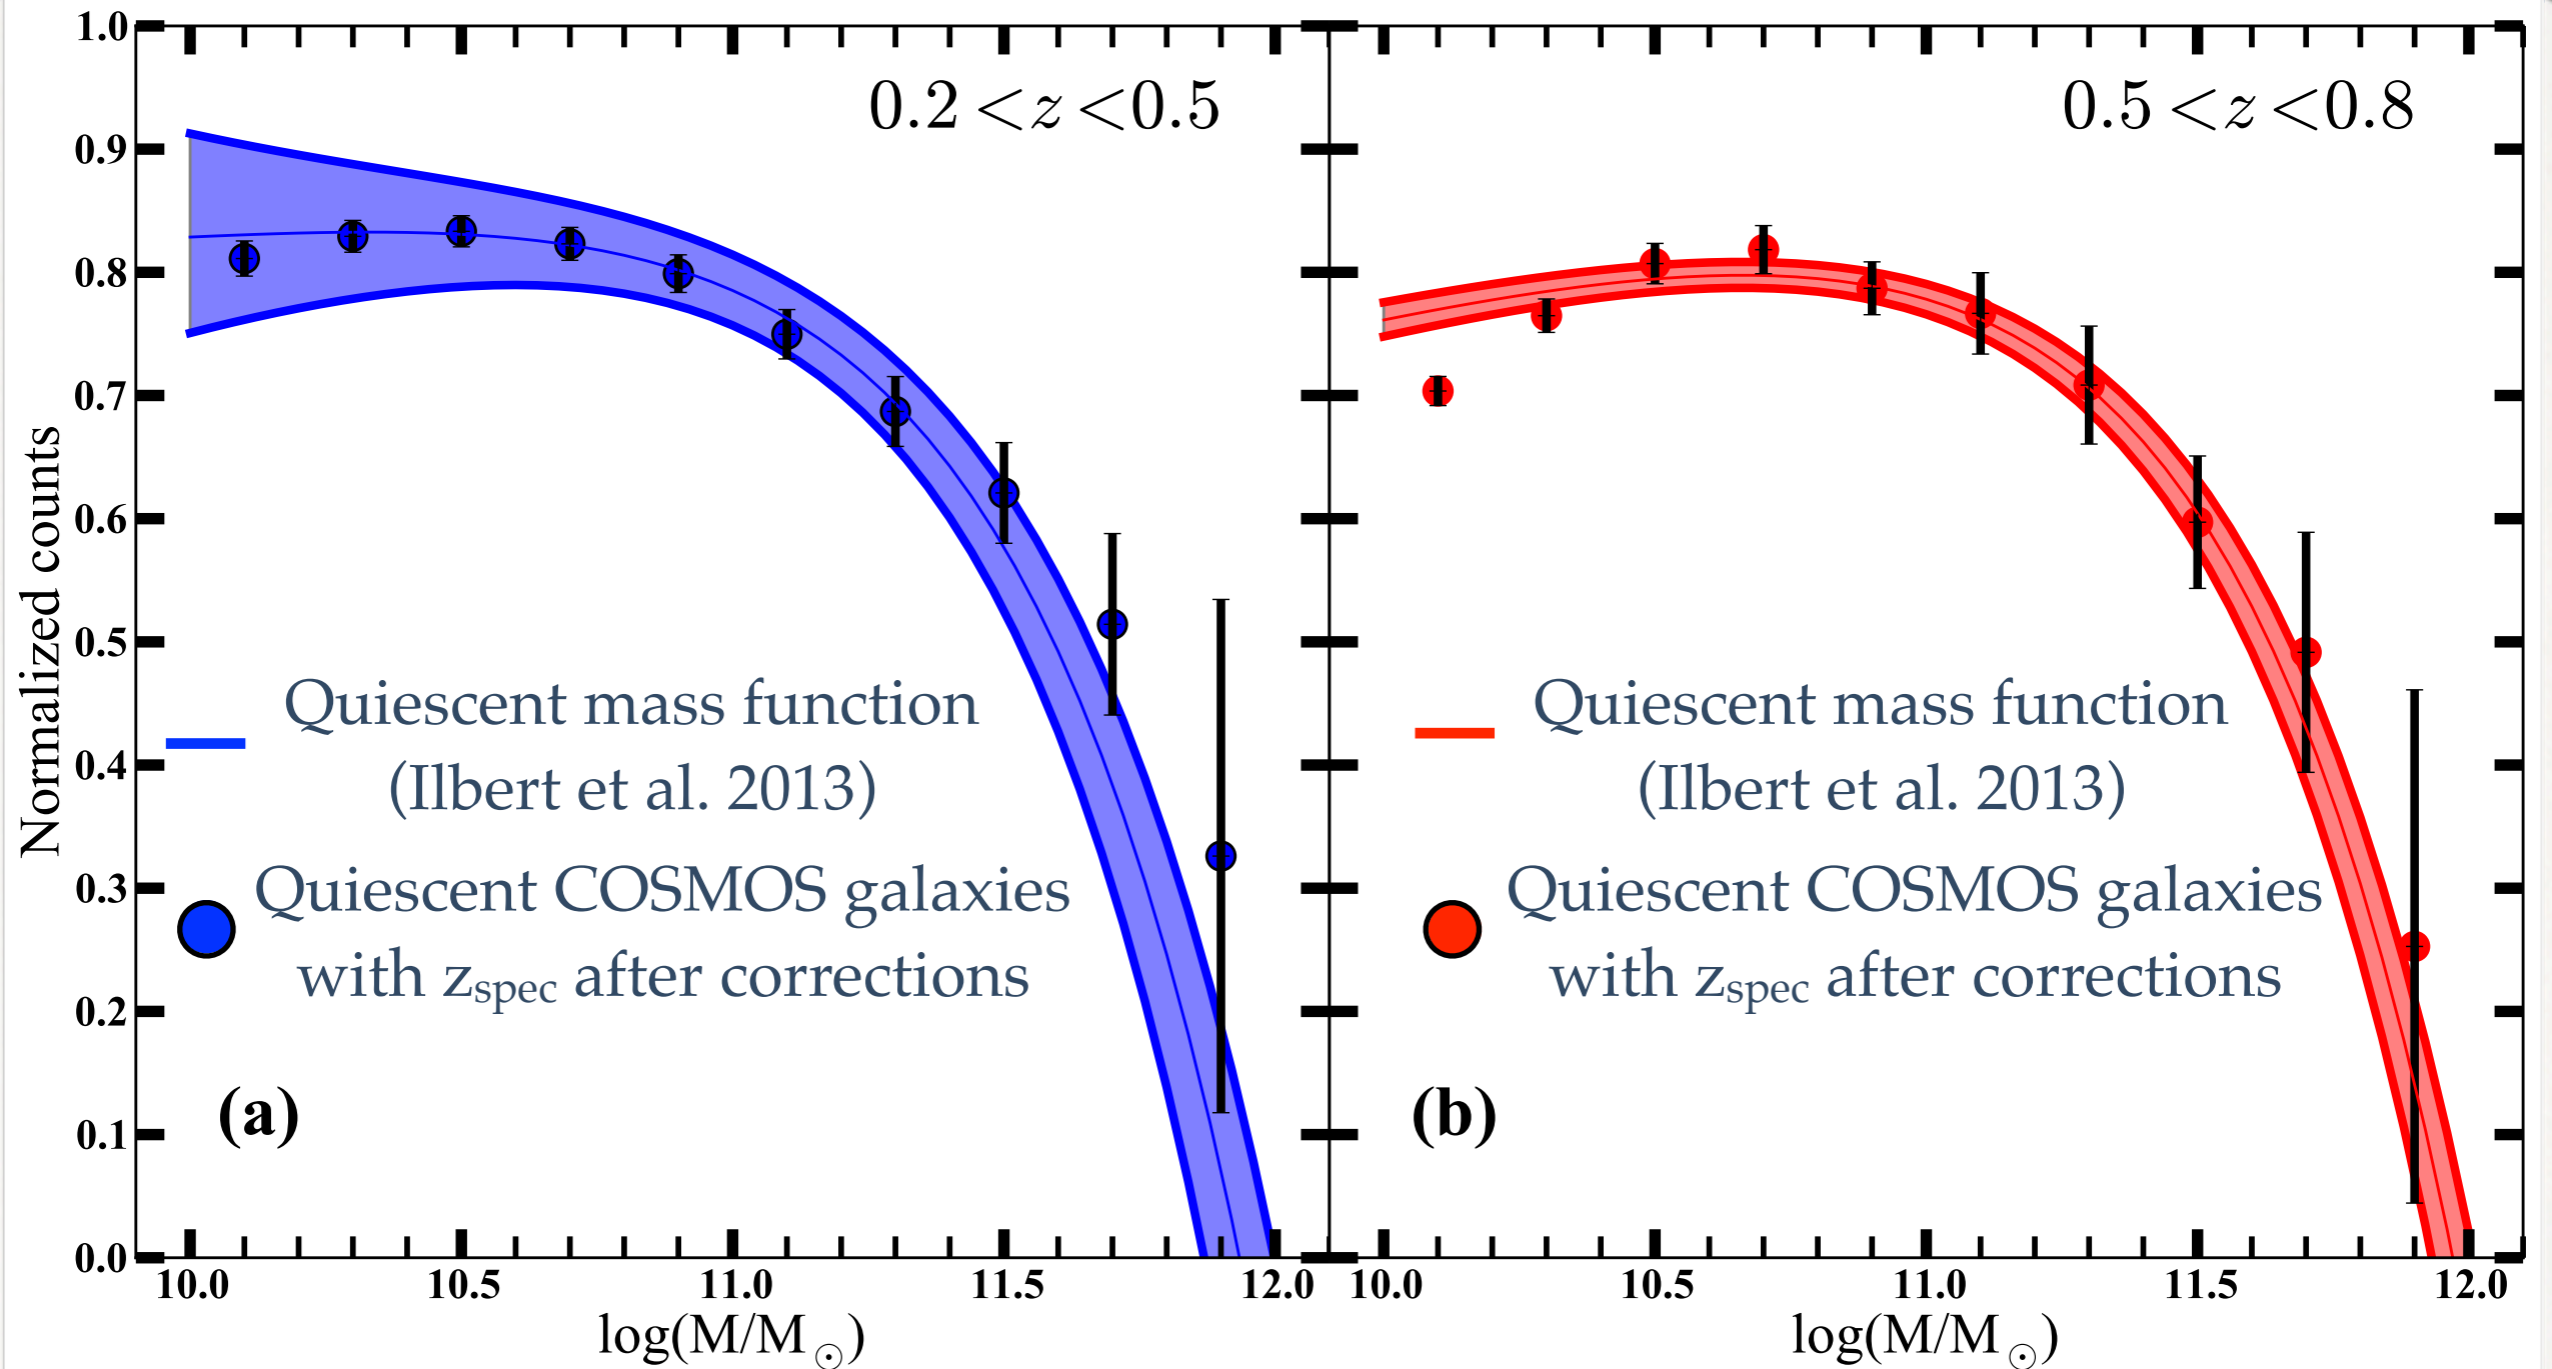 1.0
0.9
0.8
0.7
0.6
0.5
0.4
0.3
0.2
0.1
0.0
Normalized counts
0.2 < z < 0.5
Quiescent mass function
(Ilbert et al. 2013)
Quiescent COSMOS galaxies
with zspec after corrections
(a)
10.0 10.5 11.0 11.5 12.0
log(M/M☉)
0.5 < z < 0.8
Quiescent mass function
(Ilbert et al. 2013)
Quiescent COSMOS galaxies
with zspec after corrections
(b)
10.0 10.5 11.0 11.5 12.0
log(M/M☉)